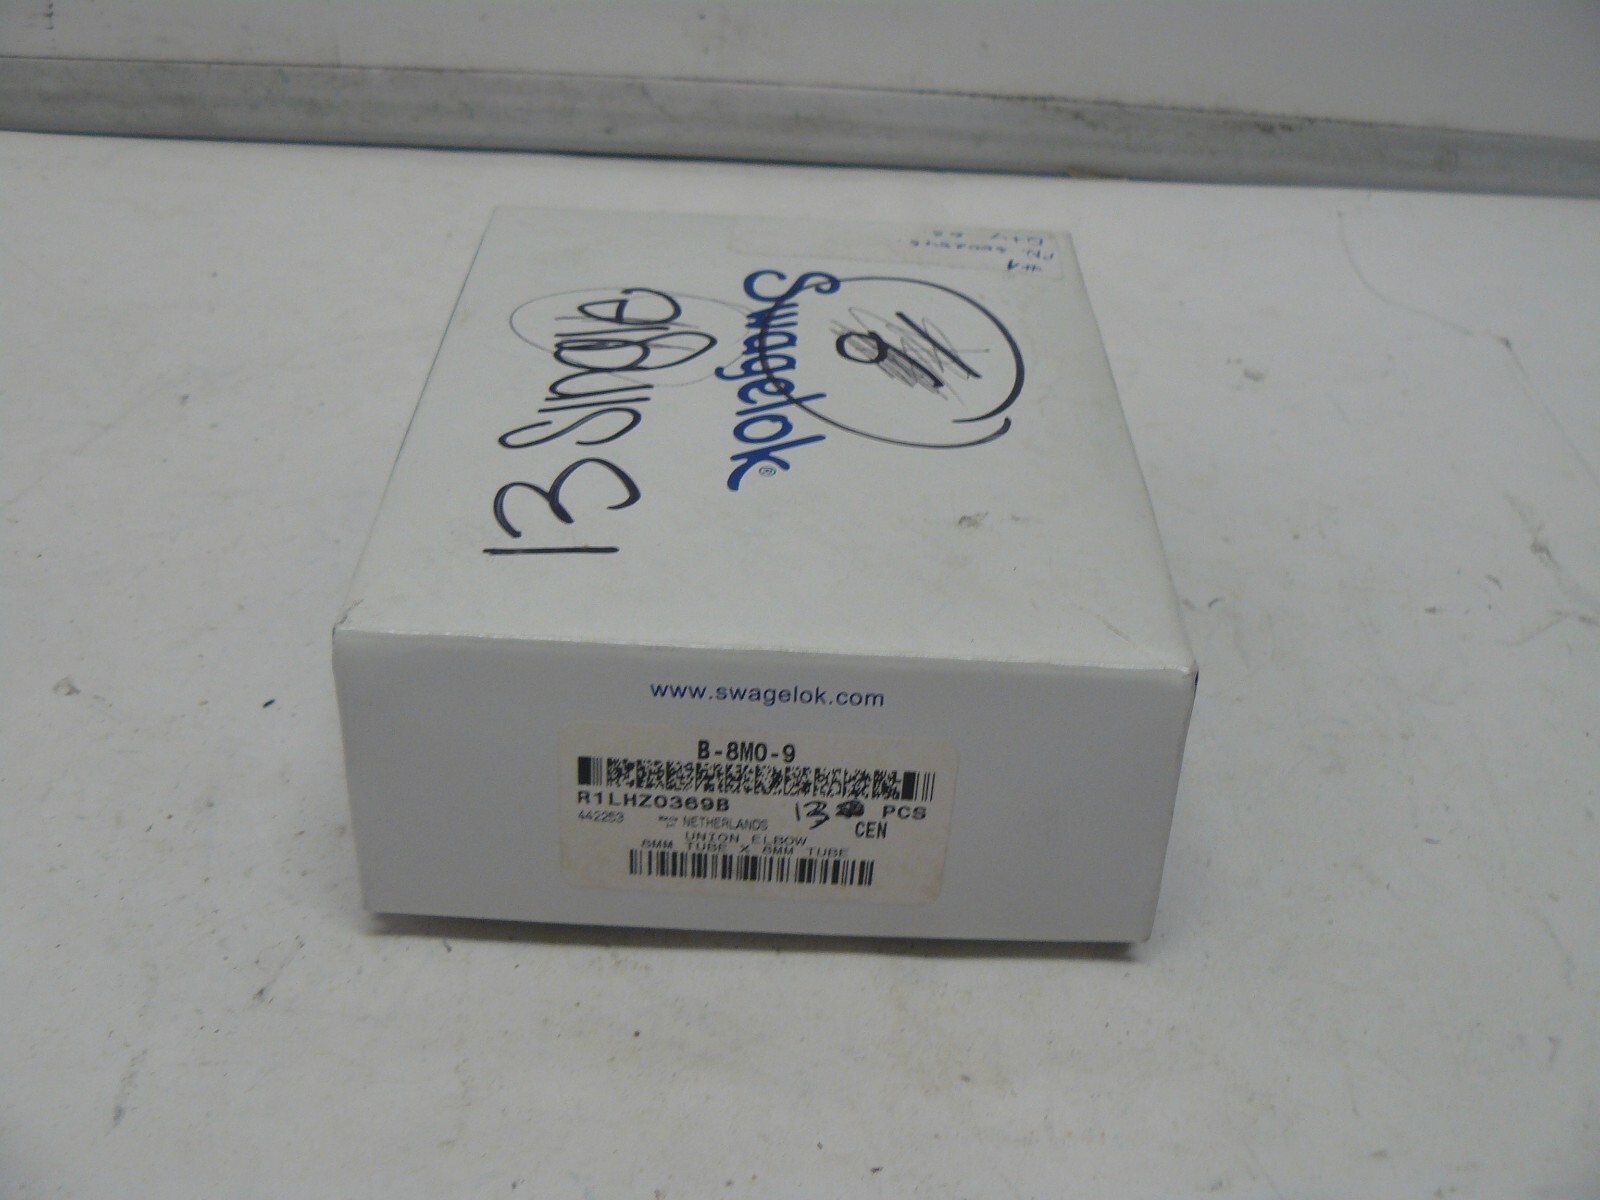 #1
Swagelok®
13 Single
www.swagelok.com
B-8M0-9
R1LHZ0369B 13 PCS
442253 NETHERLANDS CEN
UNION ELBOW
8MM TUBE X 8MM TUBE